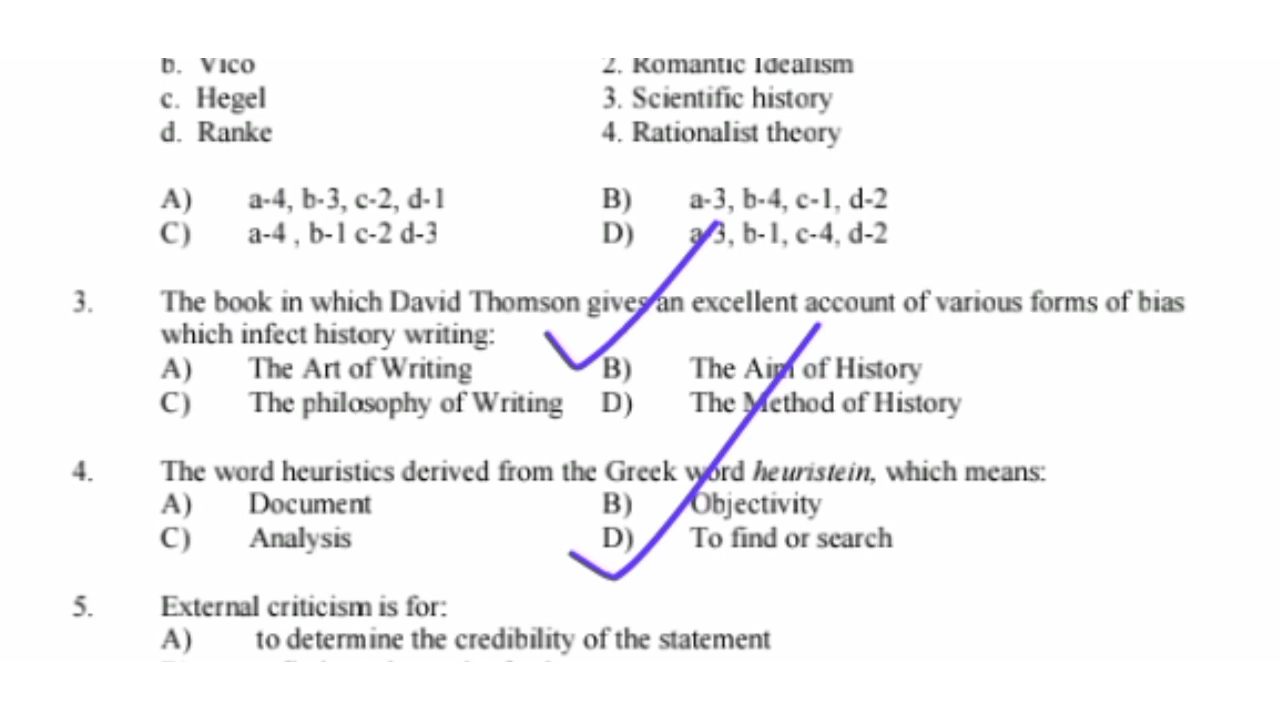 b. Vico 2. Romantic Idealism
c. Hegel 3. Scientific history
d. Ranke 4. Rationalist theory
A) a-4, b-3, c-2, d-1 B) a-3, b-4, c-1, d-2
C) a-4 , b-1 c-2 d-3 D) a-3, b-1, c-4, d-2
3. The book in which David Thomson gives an excellent account of various forms of bias
which infect history writing:
A) The Art of Writing B) The Aim of History
C) The philosophy of Writing D) The Method of History
4. The word heuristics derived from the Greek word heuristein, which means:
A) Document B) Objectivity
C) Analysis D) To find or search
5. External criticism is for:
A) to determine the credibility of the statement